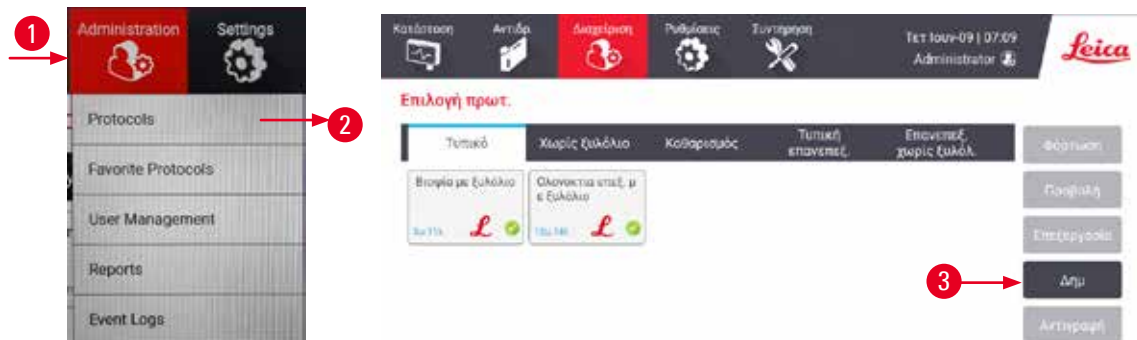 1
Administration Settings
Protocols
2
Favorite Protocols
User Management
Reports
Event Logs
Κατάσταση Αντιδρ. Διαχείριση Ρυθμίσεις Συντήρηση
Τετ Ιουν-09 | 07:09
Administrator
Leica
Επιλογή πρωτ.
Τυπικό Χωρίς ξυλόλιο Καθαρισμός Τυπική επανεπεξ. Επανεπεξ. χωρίς ξυλόλ.
Φόρτωση
Βιοψία με ξυλόλιο
Ολονύκτια επεξ. μ
ε ξυλόλιο
Προβολή
L L
Επεξεργασία
3
Δημ
Αντιγραφή